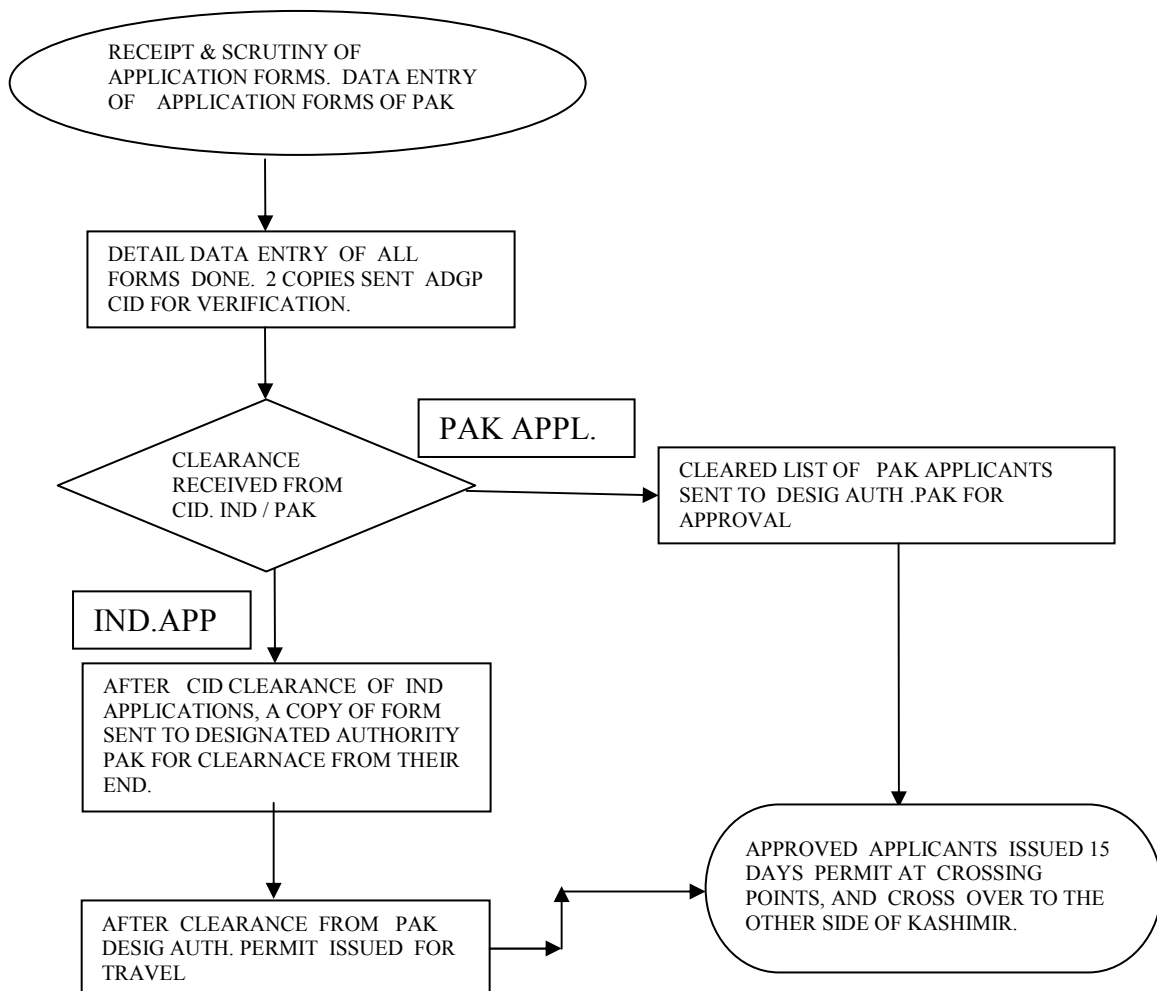 RECEIPT & SCRUTINY OF
APPLICATION FORMS. DATA ENTRY
OF APPLICATION FORMS OF PAK
DETAIL DATA ENTRY OF ALL
FORMS DONE. 2 COPIES SENT ADGP
CID FOR VERIFICATION.
CLEARANCE
RECEIVED FROM
CID. IND / PAK
PAK APPL.
CLEARED LIST OF PAK APPLICANTS
SENT TO DESIG AUTH .PAK FOR
APPROVAL
IND.APP
AFTER CID CLEARANCE OF IND
APPLICATIONS, A COPY OF FORM
SENT TO DESIGNATED AUTHORITY
PAK FOR CLEARNACE FROM THEIR
END.
AFTER CLEARANCE FROM PAK
DESIG AUTH. PERMIT ISSUED FOR
TRAVEL
APPROVED APPLICANTS ISSUED 15
DAYS PERMIT AT CROSSING
POINTS, AND CROSS OVER TO THE
OTHER SIDE OF KASHIMIR.